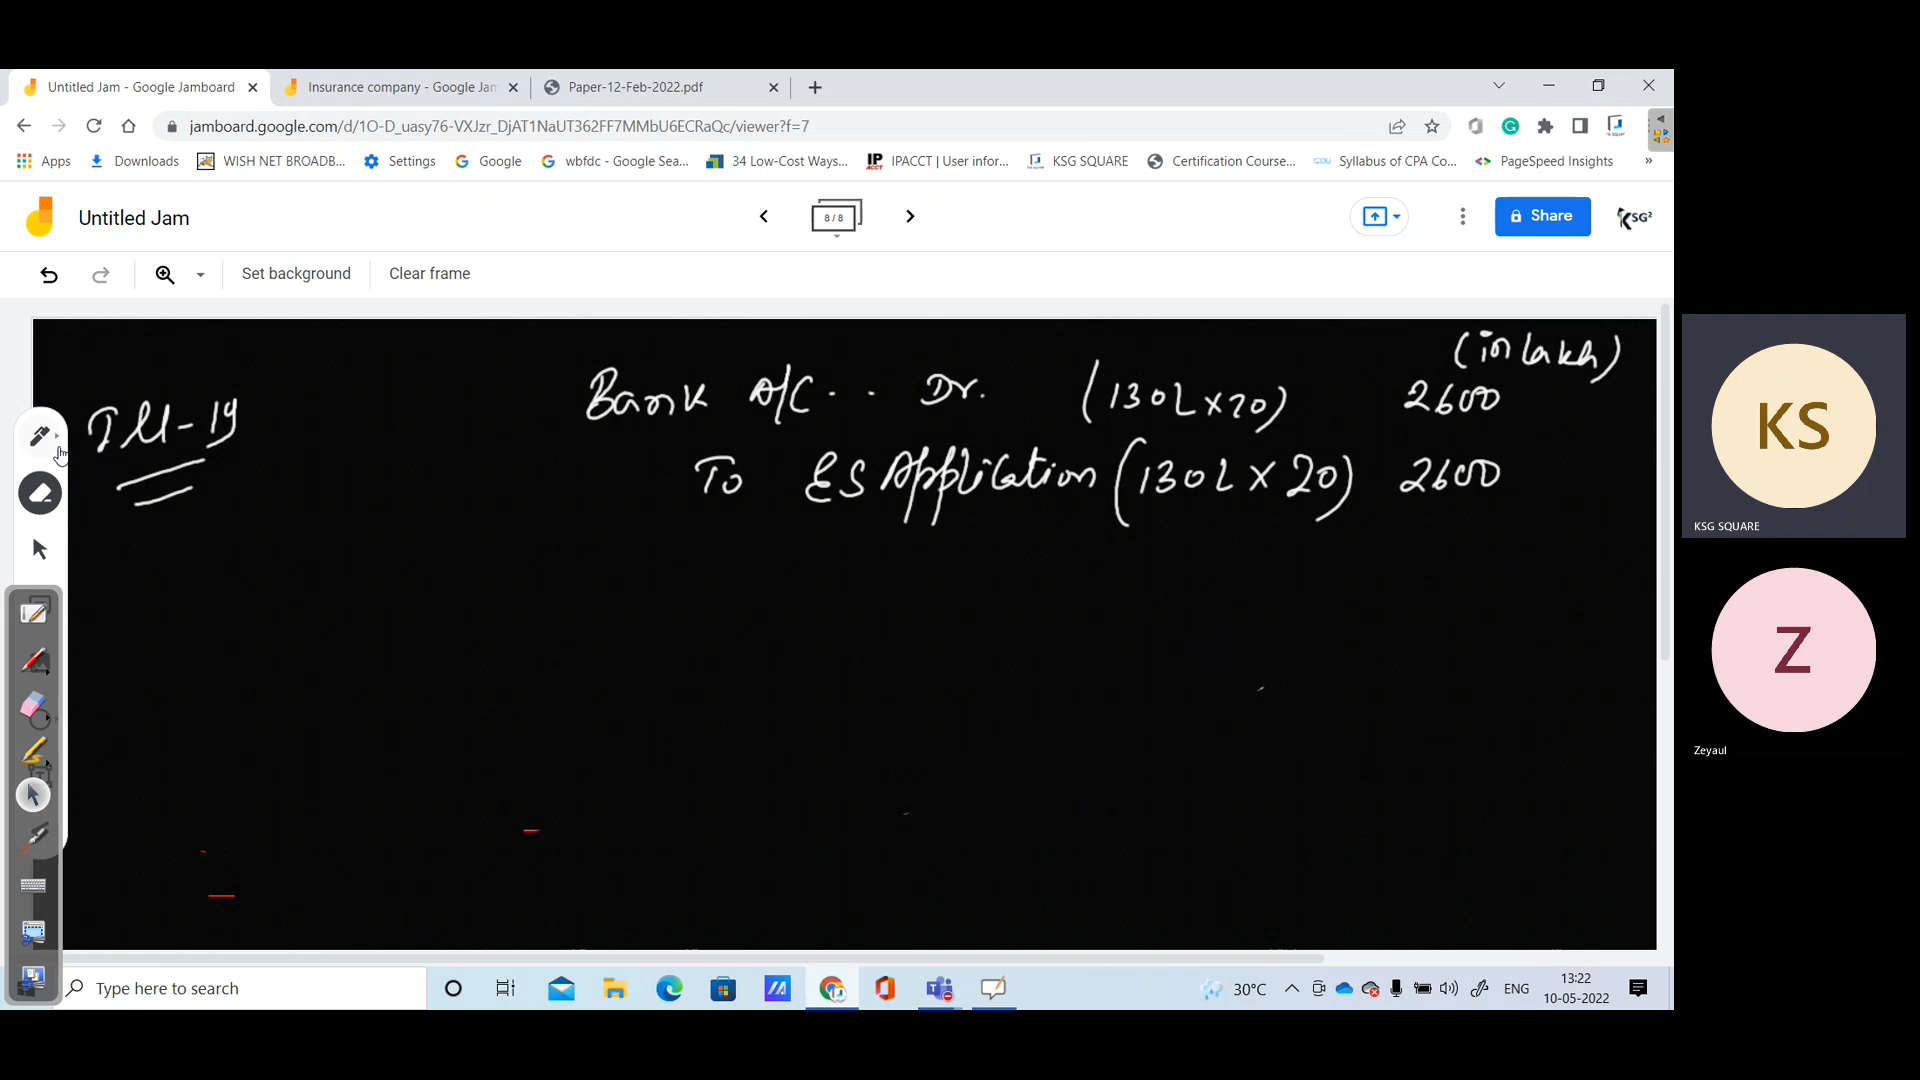 Untitled Jam - Google Jamboard
Insurance company - Google Jam
Paper-12-Feb-2022.pdf
jamboard.google.com/d/1O-D_uasy76-VXJzr_DjAT1NaUT362FF7MMbU6ECRaQc/viewer?f=7
Apps
Downloads
WISH NET BROADB...
Settings
Google
wbfdc - Google Sea...
34 Low-Cost Ways...
IPACCT | User infor...
KSG SQUARE
Certification Course...
Syllabus of CPA Co...
PageSpeed Insights
»
Untitled Jam
8 / 8
Share
KSG²
Set background
Clear frame
(in lakh)
Ill-19
Bank A/C .. Dr. (130L×20) 2600
To ES Application (130L×20) 2600
KS
KSG SQUARE
Z
Zeyaul
Type here to search
30°C
ENG
13:22
10-05-2022